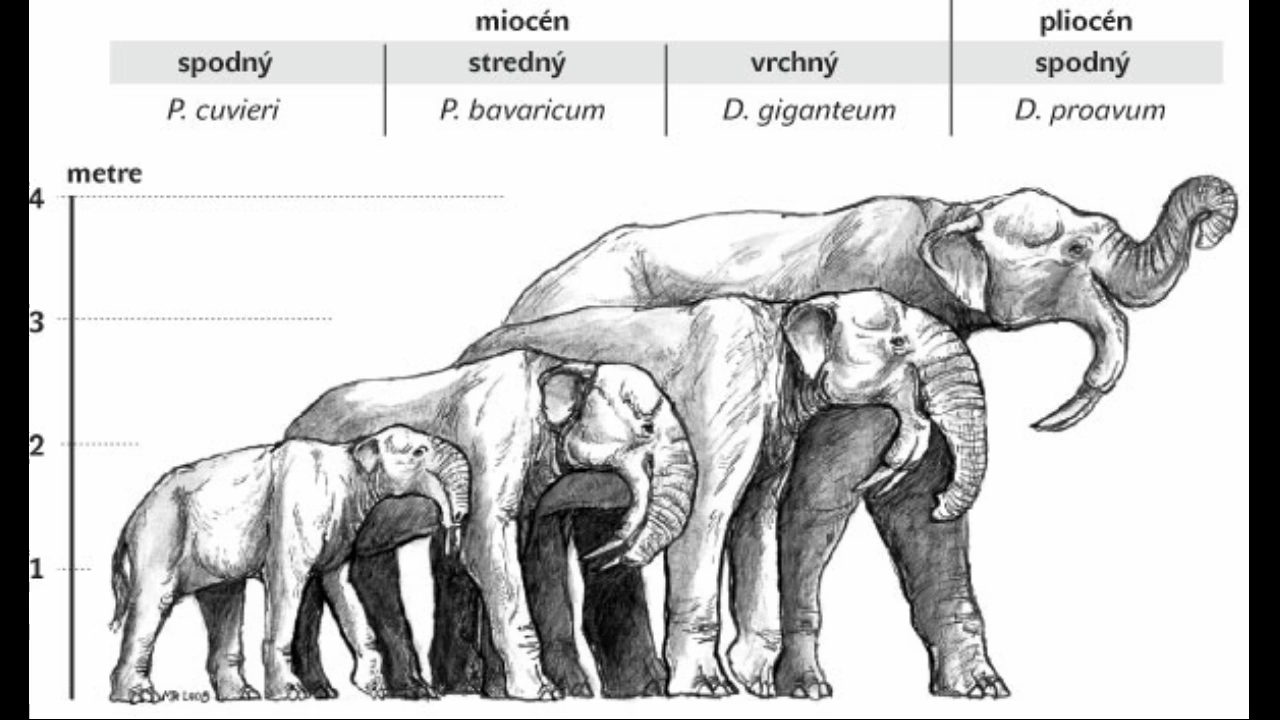 miocén pliocén
spodný stredný vrchný spodný
P. cuvieri P. bavaricum D. giganteum D. proavum
metre
4
3
2
1